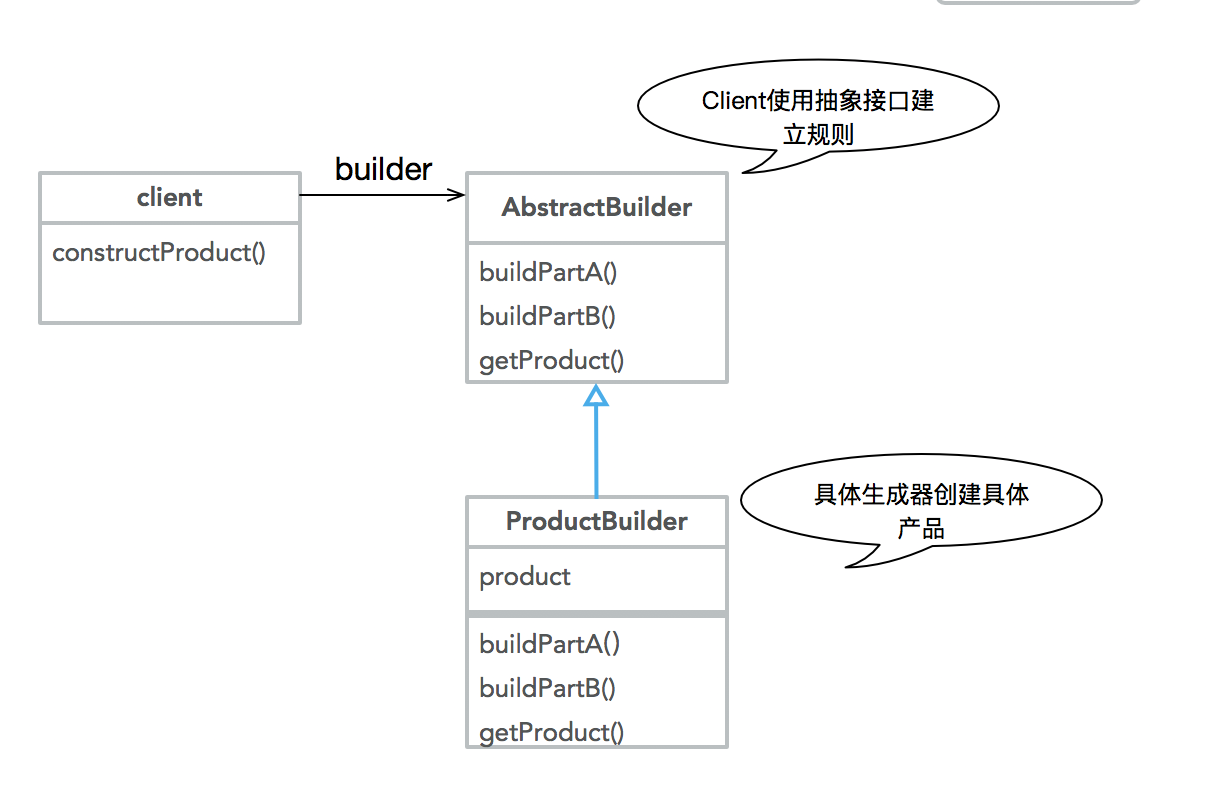 Client使用抽象接口建
立规则
builder
client
constructProduct()
AbstractBuilder
buildPartA()
buildPartB()
getProduct()
具体生成器创建具体
产品
ProductBuilder
product
buildPartA()
buildPartB()
getProduct()